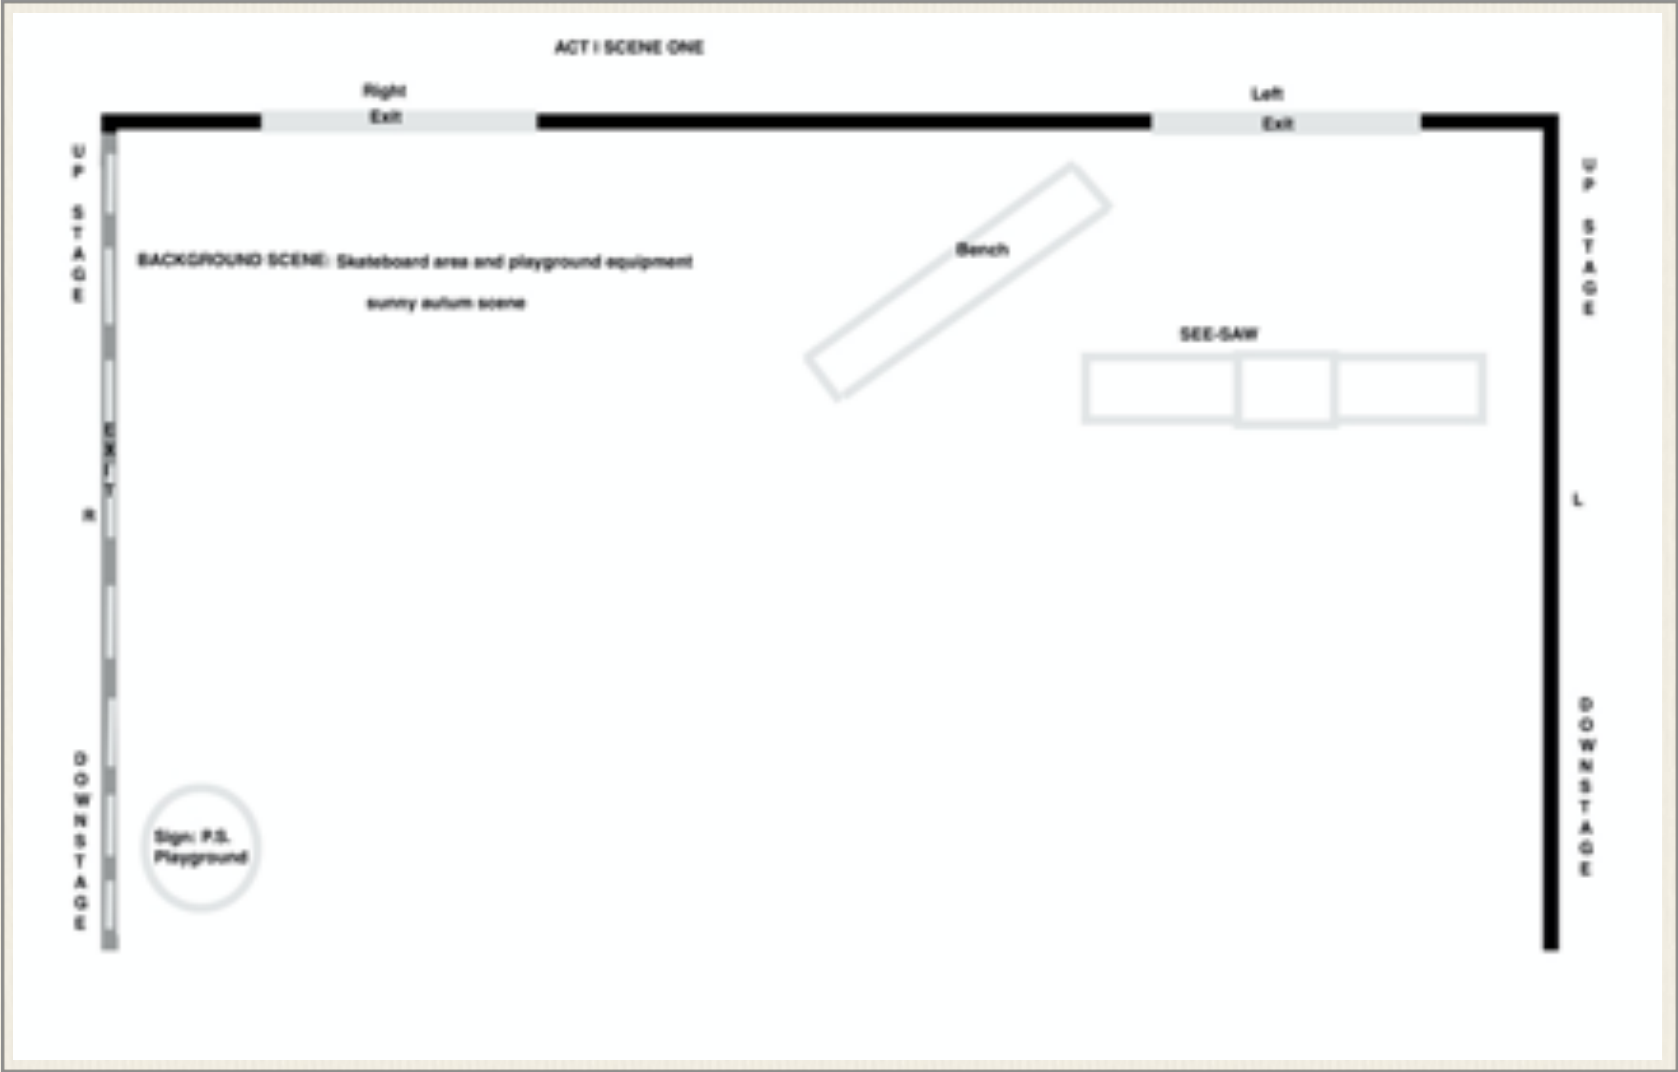 ACT I SCENE ONE
Right
Exit
Left
Exit
UP STAGE
UP STAGE
BACKGROUND SCENE: Skateboard area and playground equipment
sunny autum scene
Bench
SEE-SAW
EXIT
R
L
DOWNSTAGE
DOWNSTAGE
Sign: P.S.
Playground